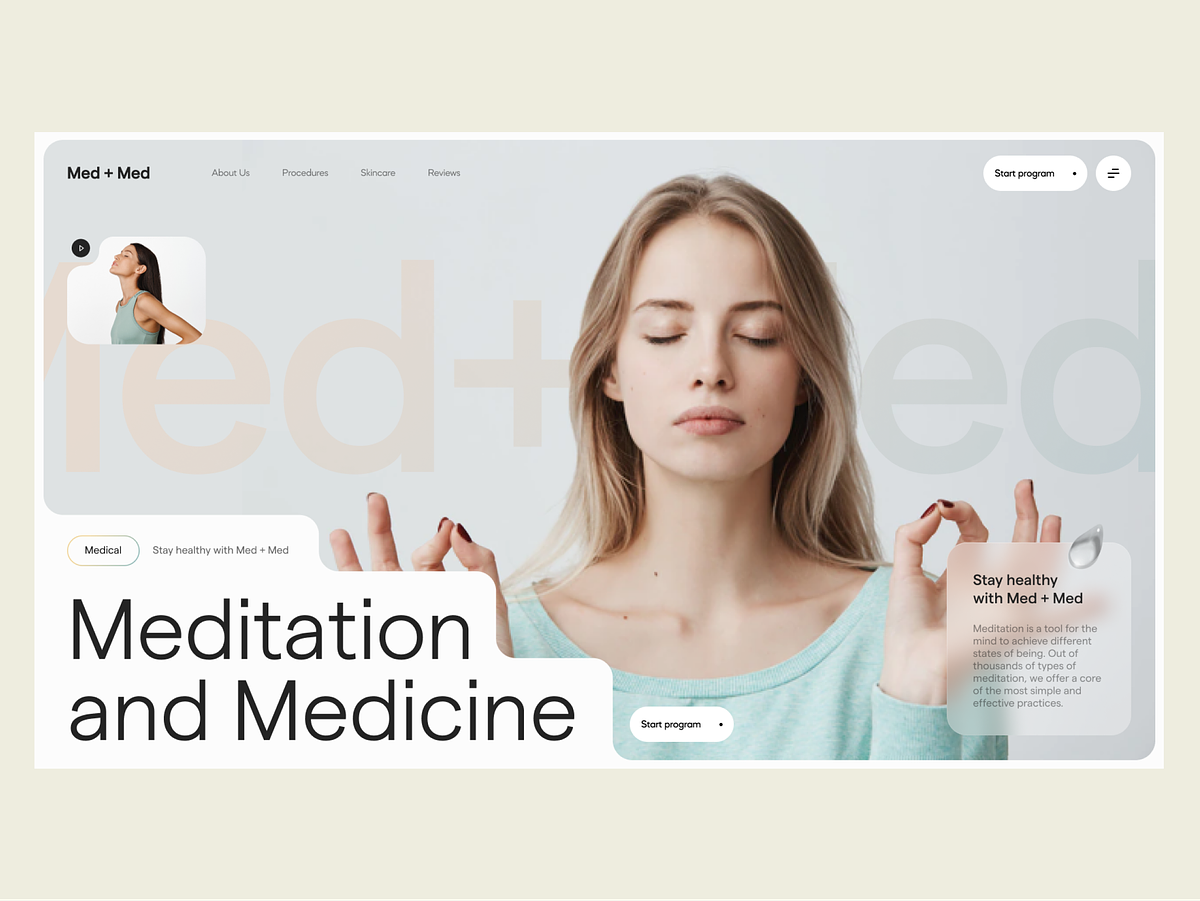 Med + Med
About Us
Procedures
Skincare
Reviews
Start program
Med+Med
Medical
Stay healthy with Med + Med
Meditation
and Medicine
Start program
Stay healthy
with Med + Med
Meditation is a tool for the
mind to achieve different
states of being. Out of
thousands of types of
meditation, we offer a core
of the most simple and
effective practices.